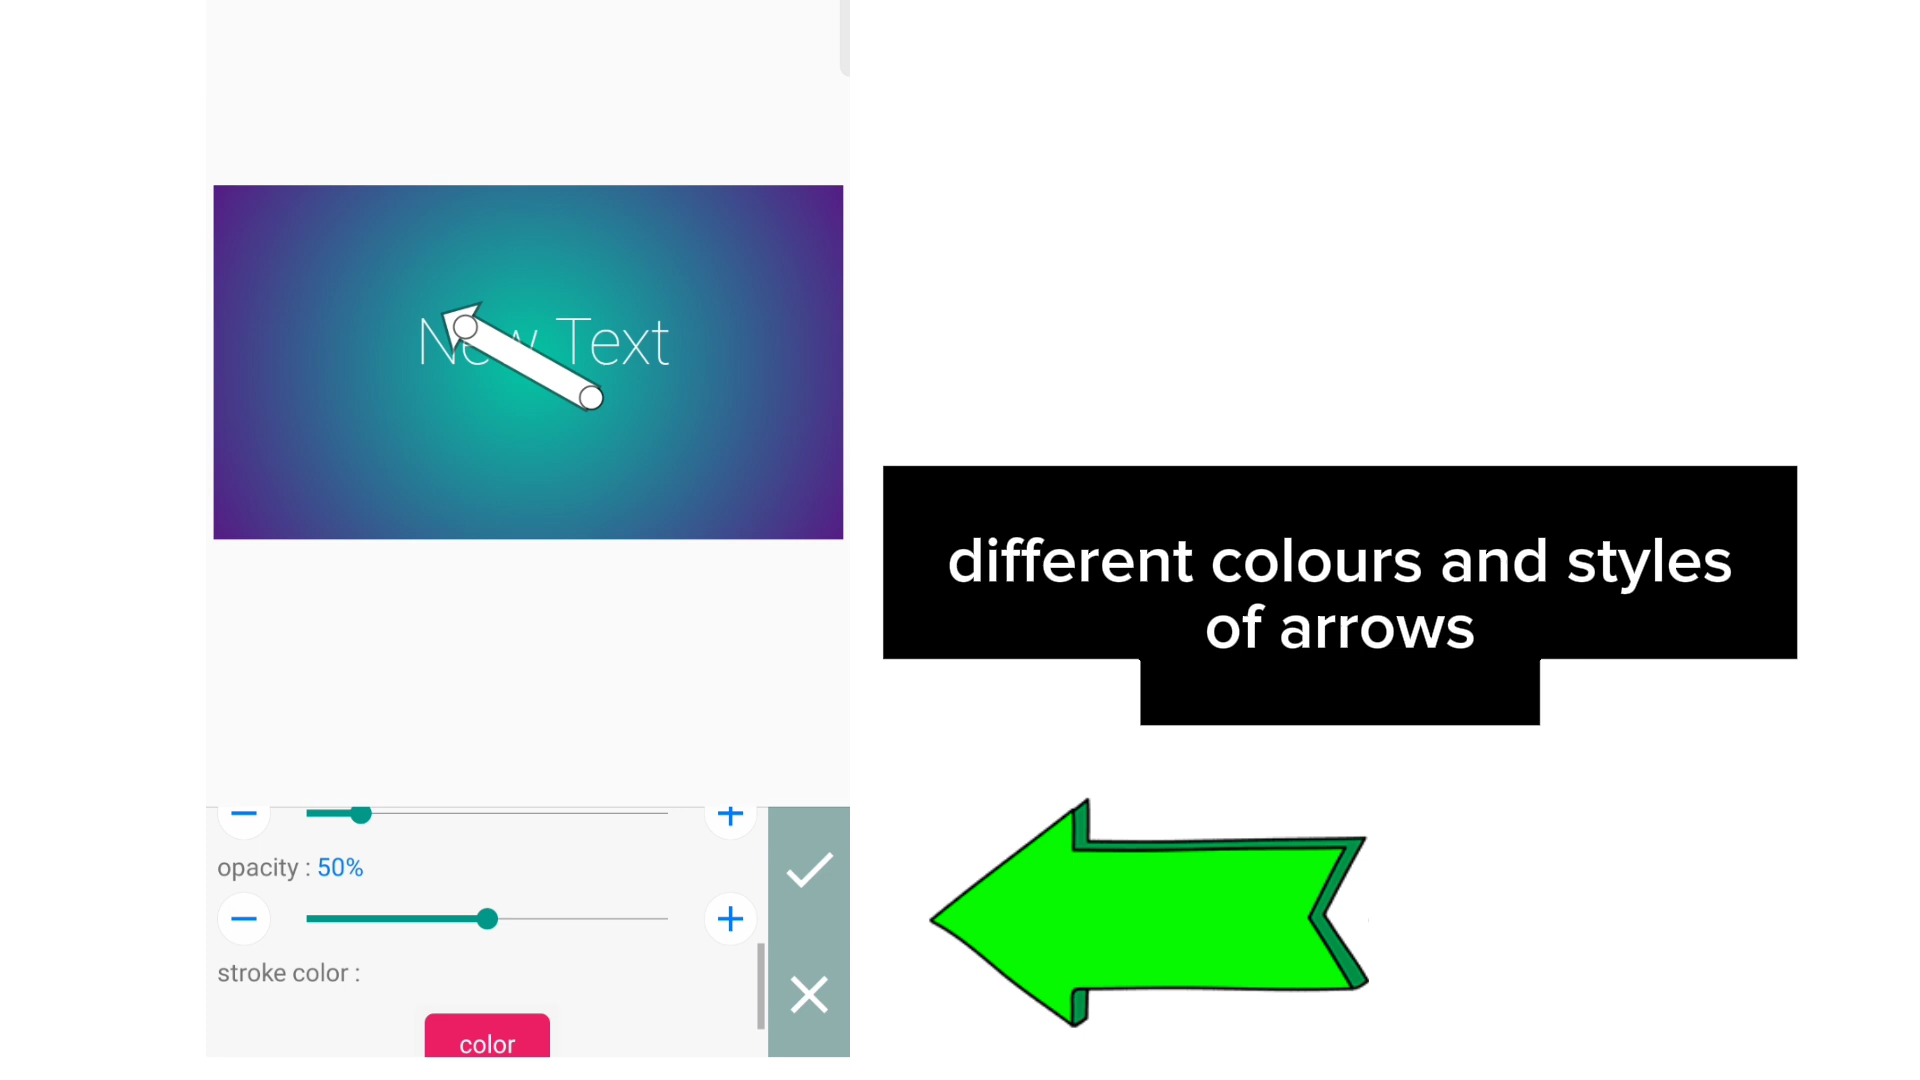 New Text
opacity : 50%
stroke color :
color
different colours and styles
of arrows